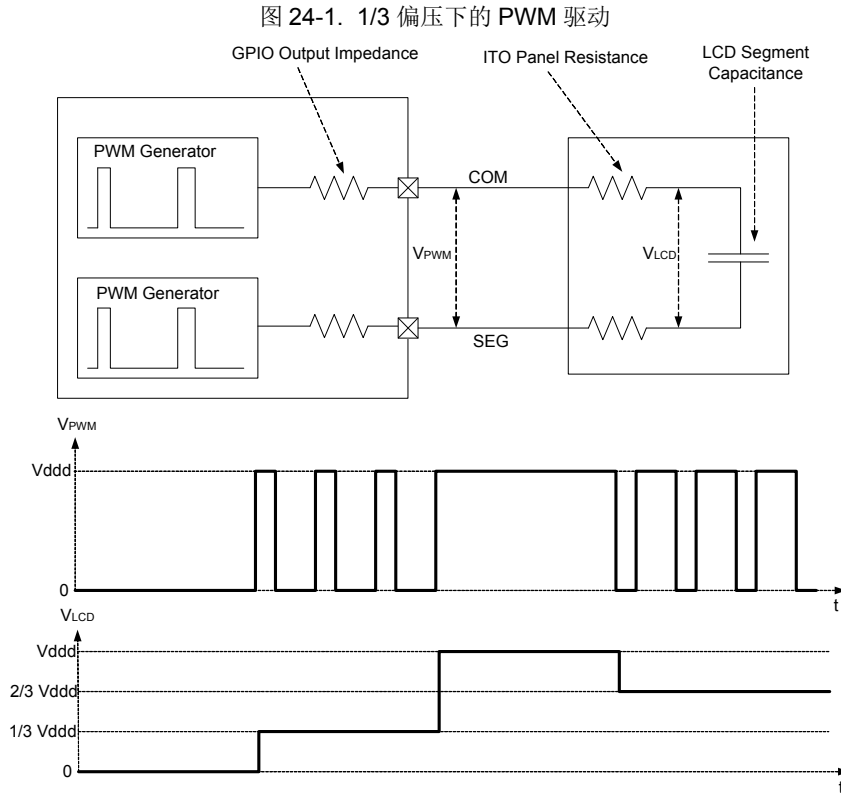 图 24-1. 1/3 偏压下的 PWM 驱动
GPIO Output Impedance
ITO Panel Resistance
LCD Segment
Capacitance
PWM Generator
COM
VPWM
VLCD
PWM Generator
SEG
VPWM
Vddd
0
t
VLCD
Vddd
2/3 Vddd
1/3 Vddd
0
t